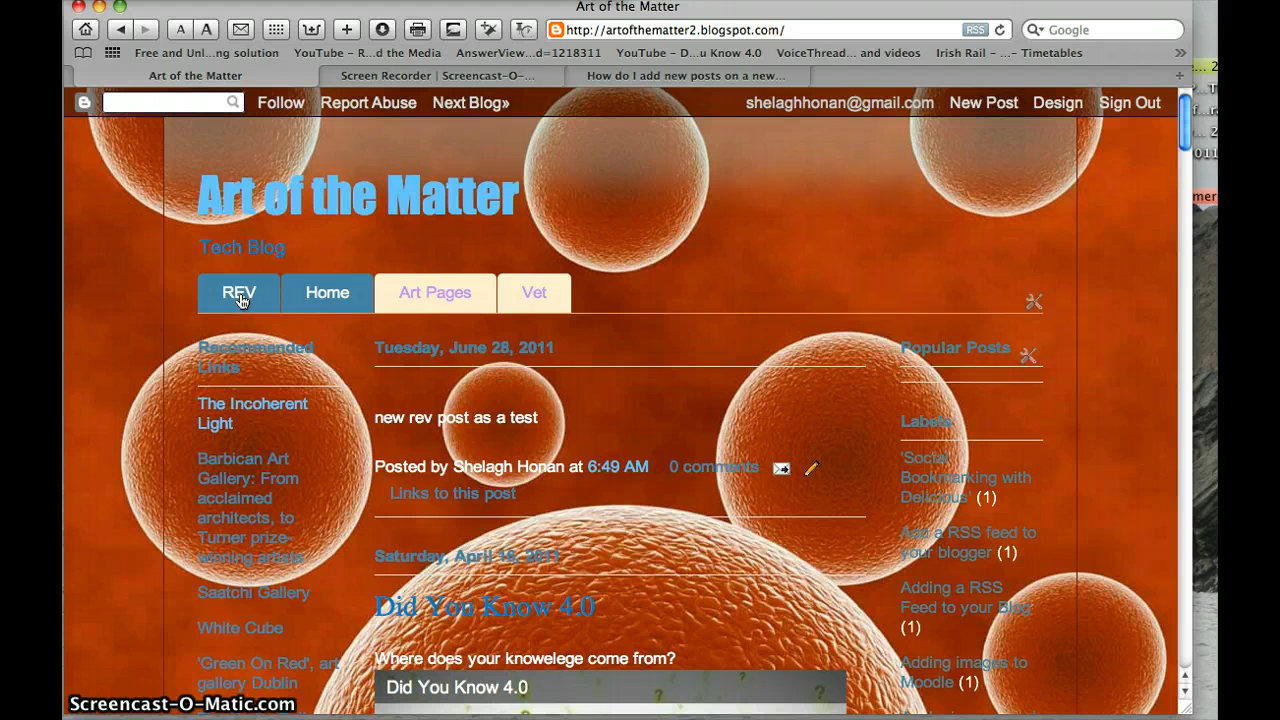 Art of the Matter
A A
http://artofthematter2.blogspot.com/ RSS Google
Free and Unl...ng solution YouTube - R...d the Media AnswerView...d=1218311 YouTube - D...u Know 4.0 VoiceThread... and videos Irish Rail - ...- Timetables
Art of the Matter Screen Recorder | Screencast-O-... How do I add new posts on a new...
Follow Report Abuse Next Blog» shelaghhonan@gmail.com New Post Design Sign Out
Art of the Matter
Tech Blog
REV Home Art Pages Vet
Recommended
Links
The Incoherent
Light
Barbican Art
Gallery: From
acclaimed
architects, to
Turner prize-
winning artists
Saatchi Gallery
White Cube
'Green On Red', art
gallery Dublin
Tuesday, June 28, 2011
new rev post as a test
Posted by Shelagh Honan at 6:49 AM 0 comments
Links to this post
Saturday, April 16, 2011
Did You Know 4.0
Where does your knowelege come from?
Did You Know 4.0
Popular Posts
Labels
'Social
Bookmarking with
Delicious' (1)
Add a RSS feed to
your blogger (1)
Adding a RSS
Feed to your Blog
(1)
Adding images to
Moodle (1)
Screencast-O-Matic.com